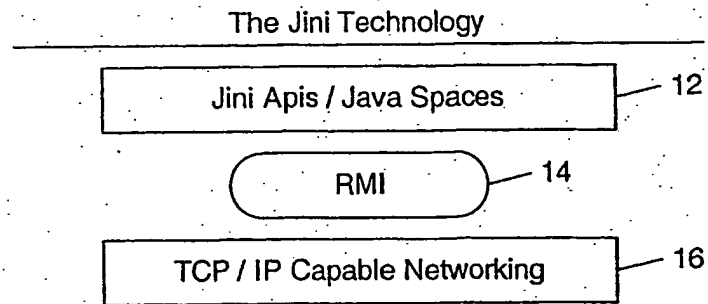 The Jini Technology
Jini Apis / Java Spaces
12
RMI
14
TCP / IP Capable Networking
16